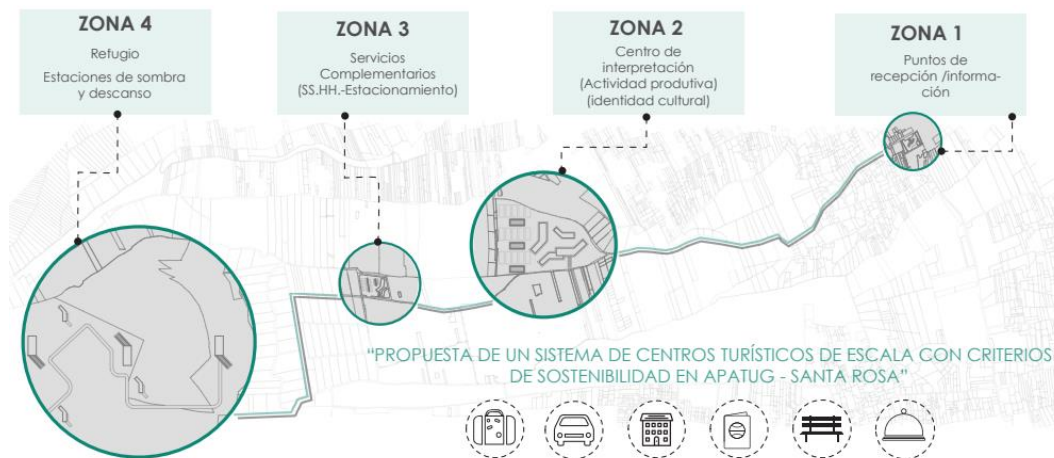 ZONA 4
Refugio
Estaciones de sombra
y descanso
ZONA 3
Servicios
Complementarios
(SS.HH.-Estacionamiento)
ZONA 2
Centro de
interpretación
(Actividad produtiva)
(identidad cultural)
ZONA 1
Puntos de
recepción /informa-
ción
“PROPUESTA DE UN SISTEMA DE CENTROS TURÍSTICOS DE ESCALA CON CRITERIOS
DE SOSTENIBILIDAD EN APATUG - SANTA ROSA”